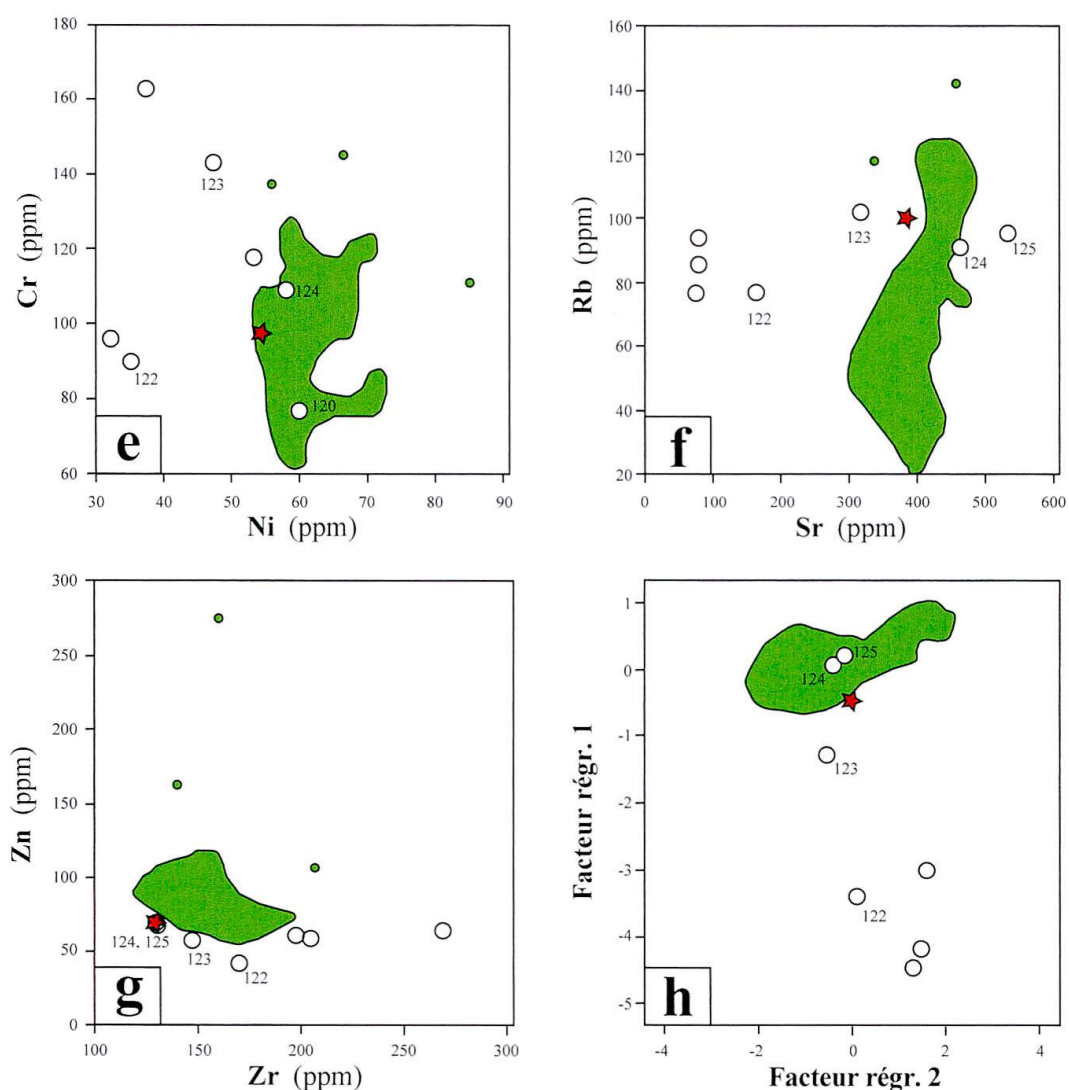 180
160
140
120
100
80
60
Cr (ppm)
123
124
122
120
e
30 40 50 60 70 80 90
Ni (ppm)
160
140
120
100
80
60
40
20
Rb (ppm)
123
124
125
122
f
0 100 200 300 400 500 600
Sr (ppm)
300
250
200
150
100
50
0
Zn (ppm)
124, 125
123
122
g
100 150 200 250 300
Zr (ppm)
1
0
-1
-2
-3
-4
-5
Facteur régr. 1
125
124
123
122
h
-4 -2 0 2 4
Facteur régr. 2